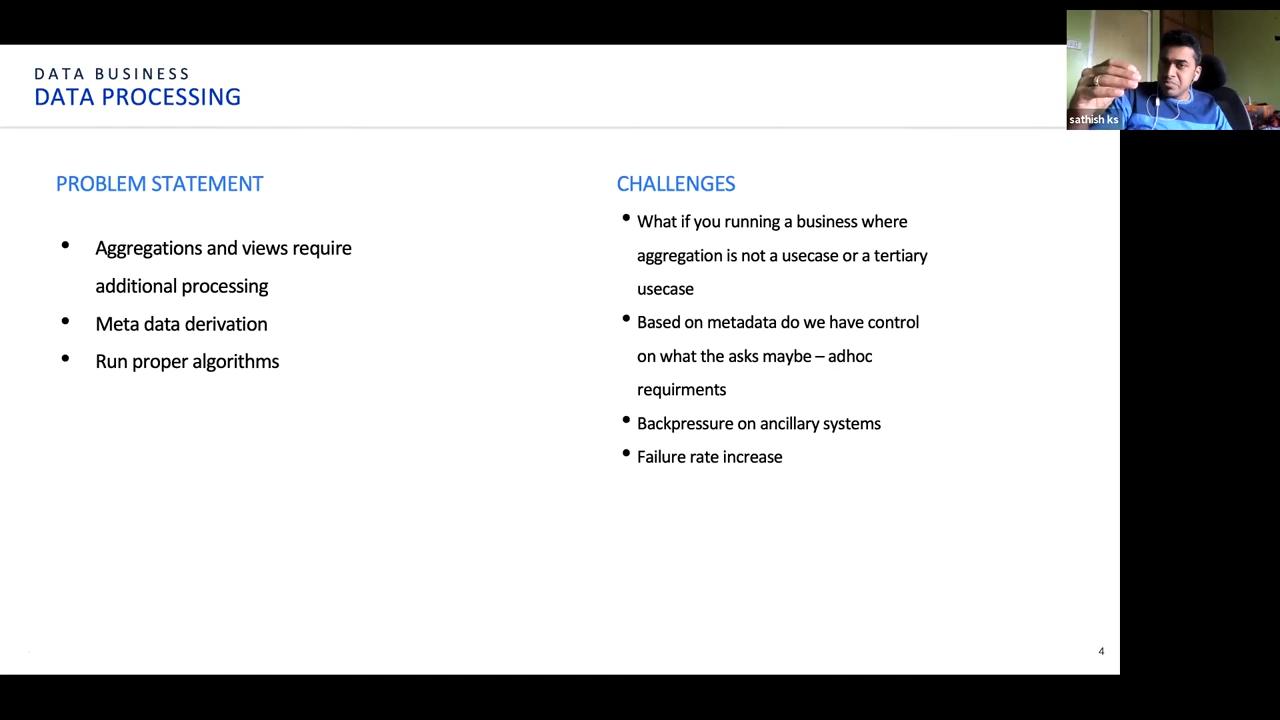 DATA BUSINESS
DATA PROCESSING
sathish ks
PROBLEM STATEMENT
• Aggregations and views require
additional processing
• Meta data derivation
• Run proper algorithms
CHALLENGES
• What if you running a business where
aggregation is not a usecase or a tertiary
usecase
• Based on metadata do we have control
on what the asks maybe – adhoc
requirments
• Backpressure on ancillary systems
• Failure rate increase
4